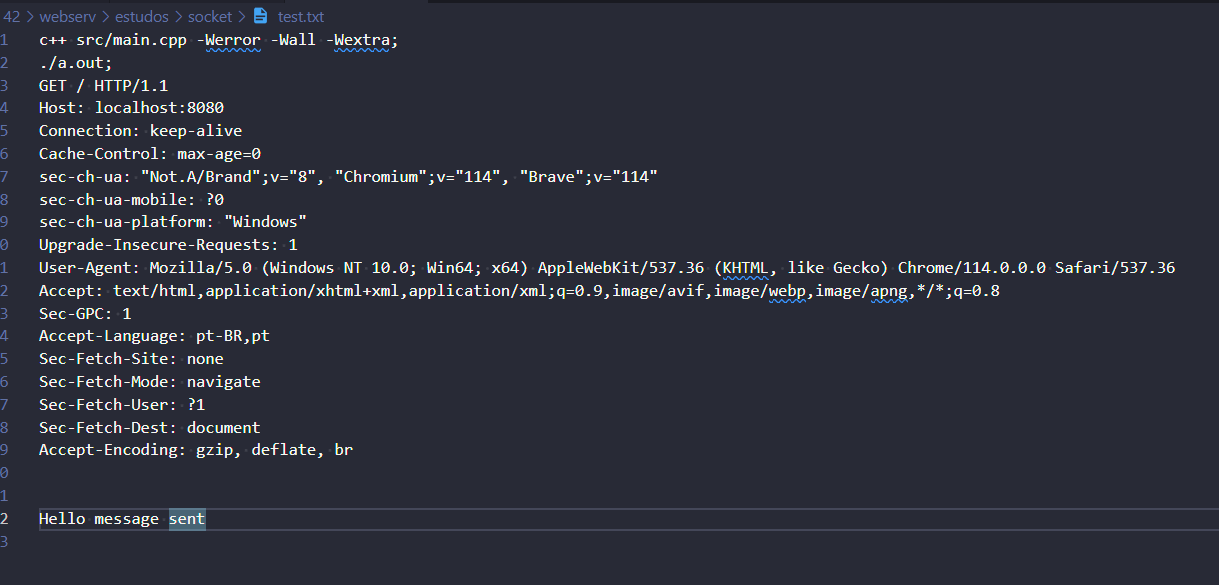 42 > webserv > estudos > socket > test.txt
1 c++ src/main.cpp -Werror -Wall -Wextra;
2 ./a.out;
3 GET / HTTP/1.1
4 Host: localhost:8080
5 Connection: keep-alive
6 Cache-Control: max-age=0
7 sec-ch-ua: "Not.A/Brand";v="8", "Chromium";v="114", "Brave";v="114"
8 sec-ch-ua-mobile: ?0
9 sec-ch-ua-platform: "Windows"
0 Upgrade-Insecure-Requests: 1
1 User-Agent: Mozilla/5.0 (Windows NT 10.0; Win64; x64) AppleWebKit/537.36 (KHTML, like Gecko) Chrome/114.0.0.0 Safari/537.36
2 Accept: text/html,application/xhtml+xml,application/xml;q=0.9,image/avif,image/webp,image/apng,*/*;q=0.8
3 Sec-GPC: 1
4 Accept-Language: pt-BR,pt
5 Sec-Fetch-Site: none
6 Sec-Fetch-Mode: navigate
7 Sec-Fetch-User: ?1
8 Sec-Fetch-Dest: document
9 Accept-Encoding: gzip, deflate, br
0
1
2 Hello message sent
3